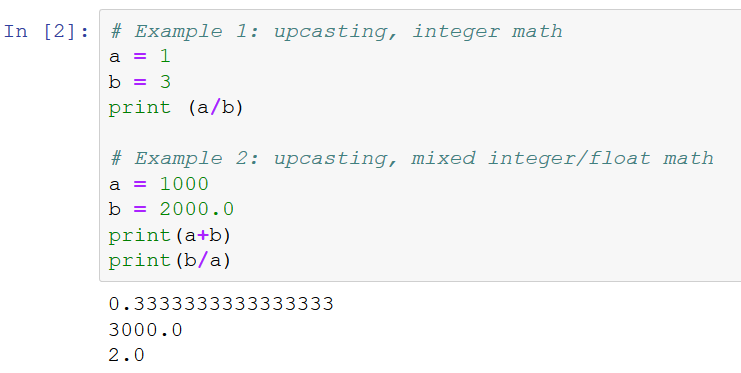 In [2]: # Example 1: upcasting, integer math
a = 1
b = 3
print (a/b)
# Example 2: upcasting, mixed integer/float math
a = 1000
b = 2000.0
print(a+b)
print(b/a)
0.3333333333333333
3000.0
2.0